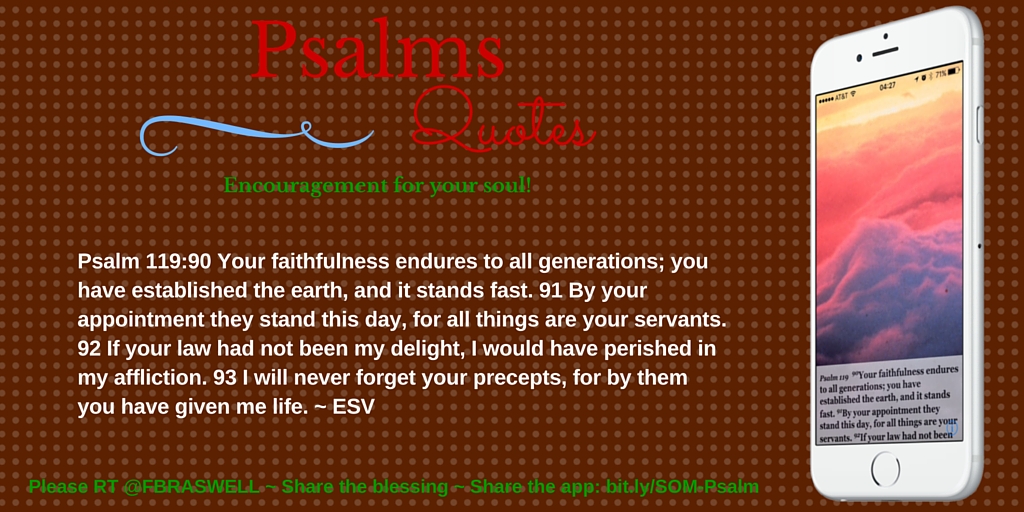 Psalms
Quotes
Encouragement for your soul!
Psalm 119:90 Your faithfulness endures to all generations; you
have established the earth, and it stands fast. 91 By your
appointment they stand this day, for all things are your servants.
92 If your law had not been my delight, I would have perished in
my affliction. 93 I will never forget your precepts, for by them
you have given me life. ~ ESV
Please RT @FBRASWELL ~ Share the blessing ~ Share the app: bit.ly/SOM-Psalm
AT&T 04:27 71%
Psalm 119 90Your faithfulness endures
to all generations; you have
established the earth, and it stands
fast. 91By your appointment they
stand this day, for all things are your
servants. 92If your law had not been